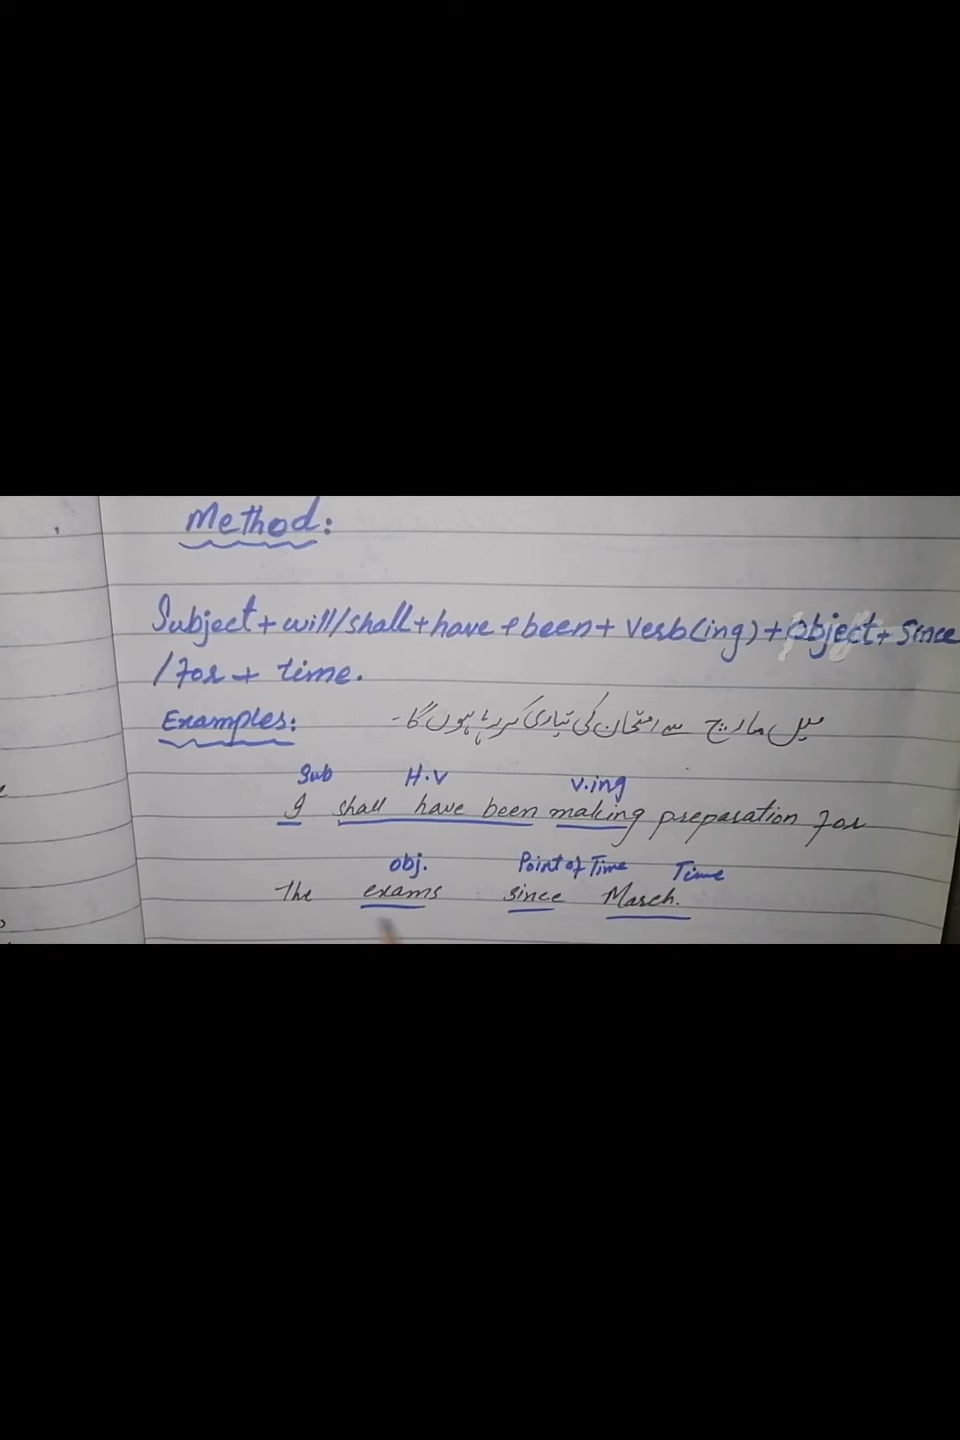 Method:
Subject + will/shall + have + been + Verb(ing) + object + since
/ for + time.
Examples: میں مارچ سے امتحان کی تیاری کر رہا ہوں گا۔
Sub H.V V.ing
I shall have been making preparation for
obj. Point of Time Time
The exams since March.